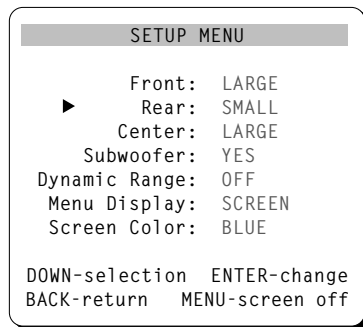 SETUP MENU
Front: LARGE
Rear: SMALL
Center: LARGE
Subwoofer: YES
Dynamic Range: OFF
Menu Display: SCREEN
Screen Color: BLUE
DOWN-selection ENTER-change
BACK-return MENU-screen off